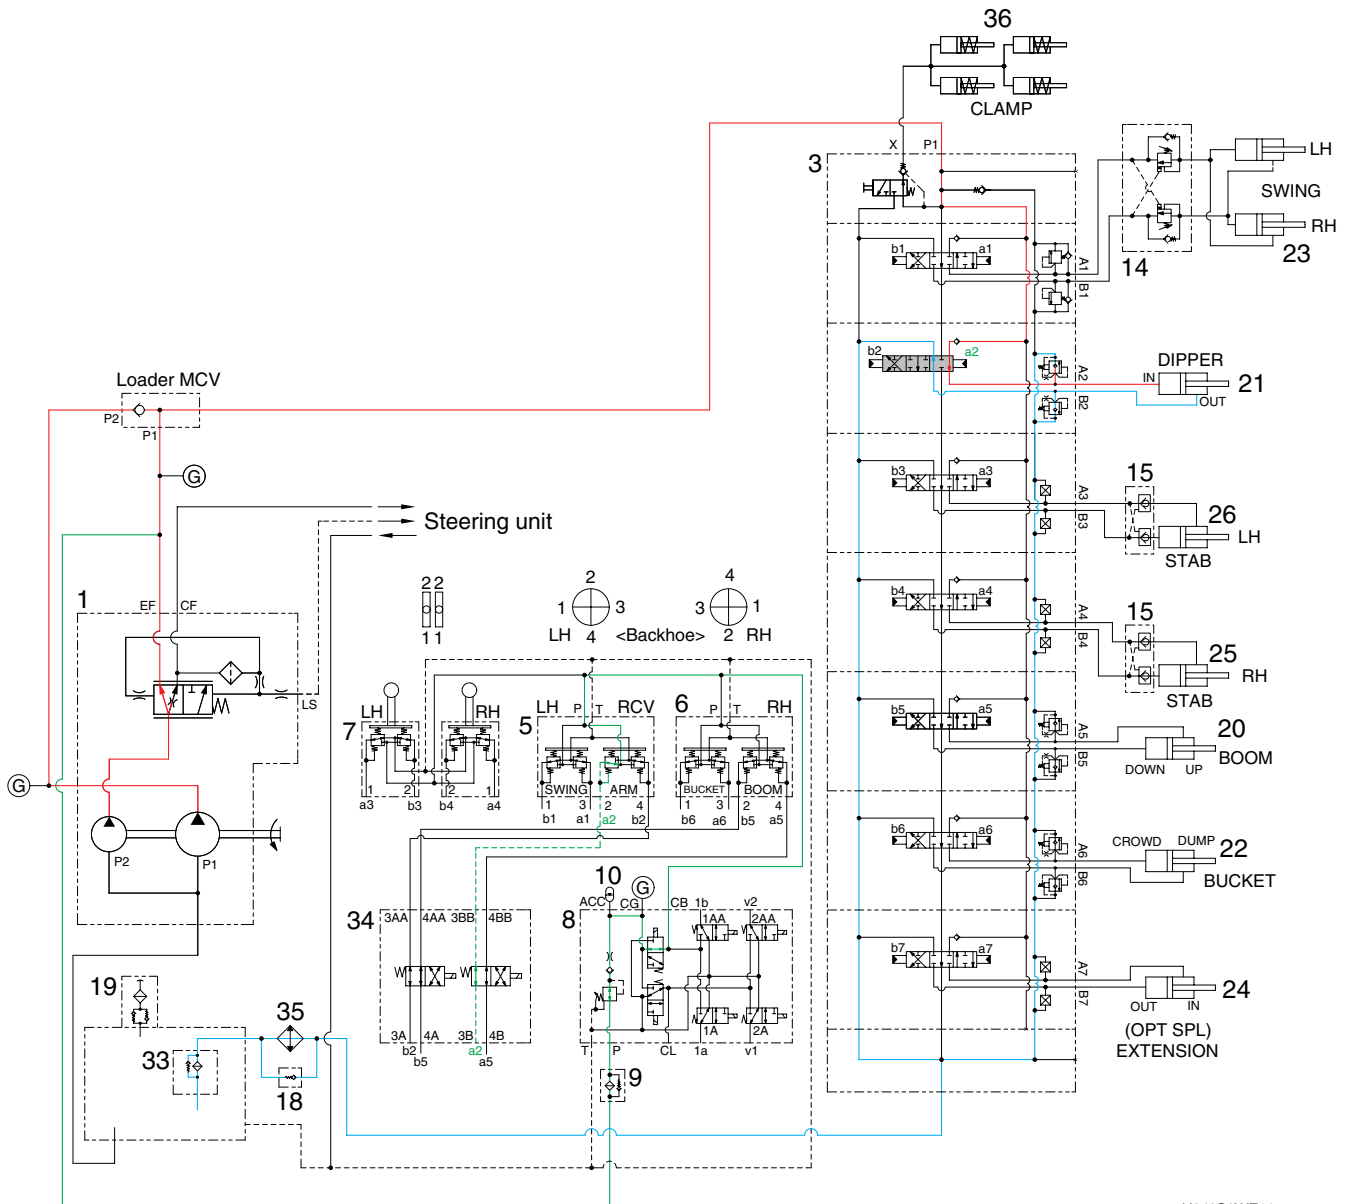 36
CLAMP
X P1
3
LH
SWING
RH
14 23
b1 a1 A1
B1
b2 a2 A2
B2
DIPPER
IN 21
OUT
Loader MCV
P2
P1
G
b3 a3 A3
B3
15
26
LH
STAB
Steering unit
1 EF CF
LS
2 2
1 1
2
1 3
LH 4 <Backhoe>
4
3 1
2 RH
b4 a4 A4
B4
15
25
RH
STAB
7 LH RH
1 2 2 1
a3 b3 b4 a4
5 LH P T RCV
SWING ARM
1 3 2 4
b1 a1 a2 b2
6 P T RH
BUCKET BOOM
1 3 2 4
b6 a6 b5 a5
b5 a5 A5
B5
20
BOOM
DOWN UP
G
P2 P1
b6 a6 A6
B6
CROWD DUMP 22
BUCKET
34
3AA 4AA 3BB 4BB
3A 4A 3B 4B
b2 a2
b5 a5
10 G
ACC CG CB 1b v2
8 1AA 2AA
1A 2A
T P CL 1a v1
9
b7 a7 A7
B7
24
OUT IN
(OPT SPL)
EXTENSION
19
33
35
18